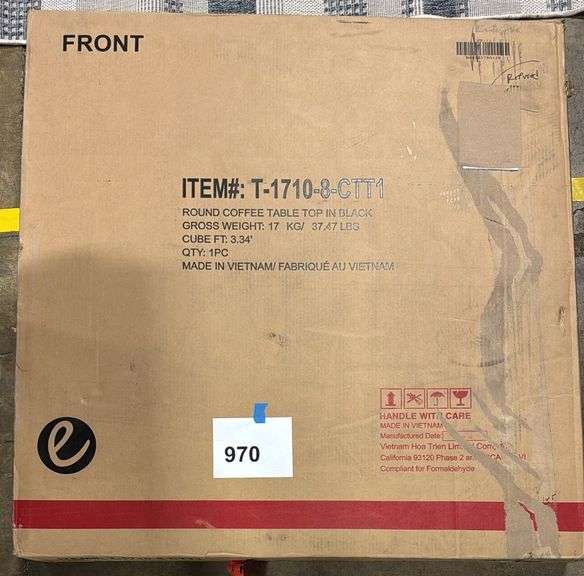 FRONT
ITEM#: T-1710-8-CTT1
ROUND COFFEE TABLE TOP IN BLACK
GROSS WEIGHT: 17 KG/ 37.47 LBS
CUBE FT: 3.34'
QTY: 1PC
MADE IN VIETNAM/ FABRIQUÉ AU VIETNAM
HANDLE WITH CARE
MADE IN VIETNAM
Manufactured Date:
Vietnam Hoa Trien Limited
California 93120 Phase 2
Compliant for Formaldehyde
e
970